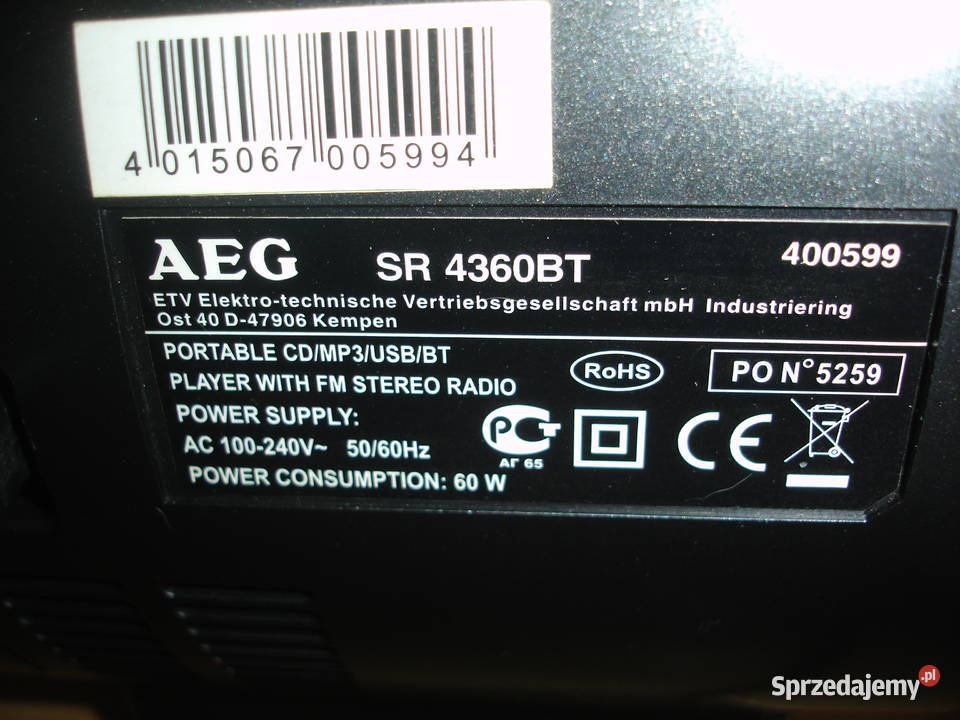 4 015067 005994
AEG SR 4360BT 400599
ETV Elektro-technische Vertriebsgesellschaft mbH Industriering
Ost 40 D-47906 Kempen
PORTABLE CD/MP3/USB/BT
PLAYER WITH FM STEREO RADIO
POWER SUPPLY:
AC 100-240V~ 50/60Hz
POWER CONSUMPTION: 60 W
RoHS
PO N°5259
РСТ
АГ 65
CE
Sprzedajemy.pl